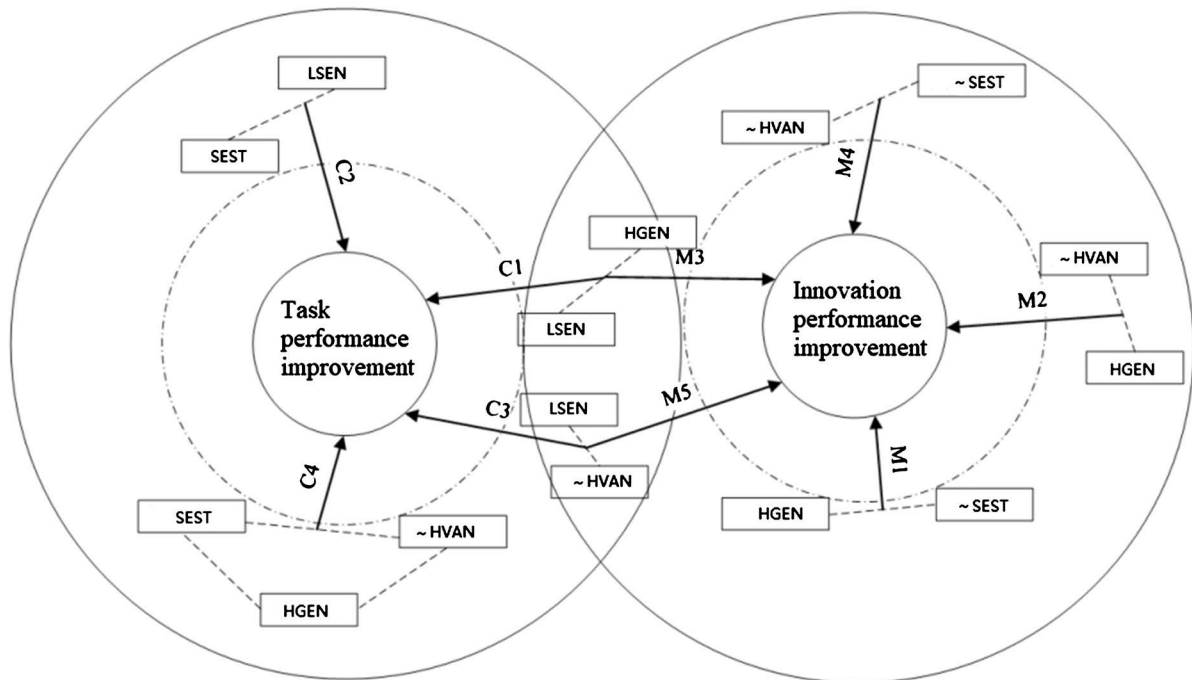 LSEN
SEST
C2
~ SEST
~ HVAN
M4
HGEN
C1
M3
LSEN
~ HVAN
M2
HGEN
Task
performance
improvement
Innovation
performance
improvement
LSEN
C3
M5
~ HVAN
C4
SEST
~ HVAN
HGEN
M1
HGEN
~ SEST